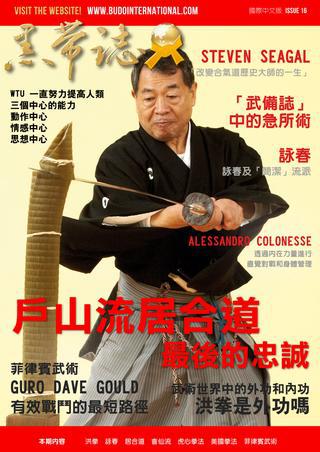 VISIT THE WEBSITE! WWW.BUDOINTERNATIONAL.COM
國際中文版 ISSUE 16
黑帶誌
STEVEN SEAGAL
改變合氣道歷史大師的一生」
WTU 一直努力提高人類
三個中心的能力
動作中心
情感中心
思想中心
「武備誌」
中的急所術
詠春
詠春及「簡潔」流派
ALESSANDRO COLONESSE
透過內在力量進行
直覺對戰和身體管理
戶山流居合道
最後的忠誠
菲律賓武術
GURO DAVE GOULD
有效戰鬥的最短路徑
武術世界中的外功和內功
洪拳是外功嗎
本期內容 洪拳 詠春 居合道 會仙流 虎心拳法 美國拳法 菲律賓武術